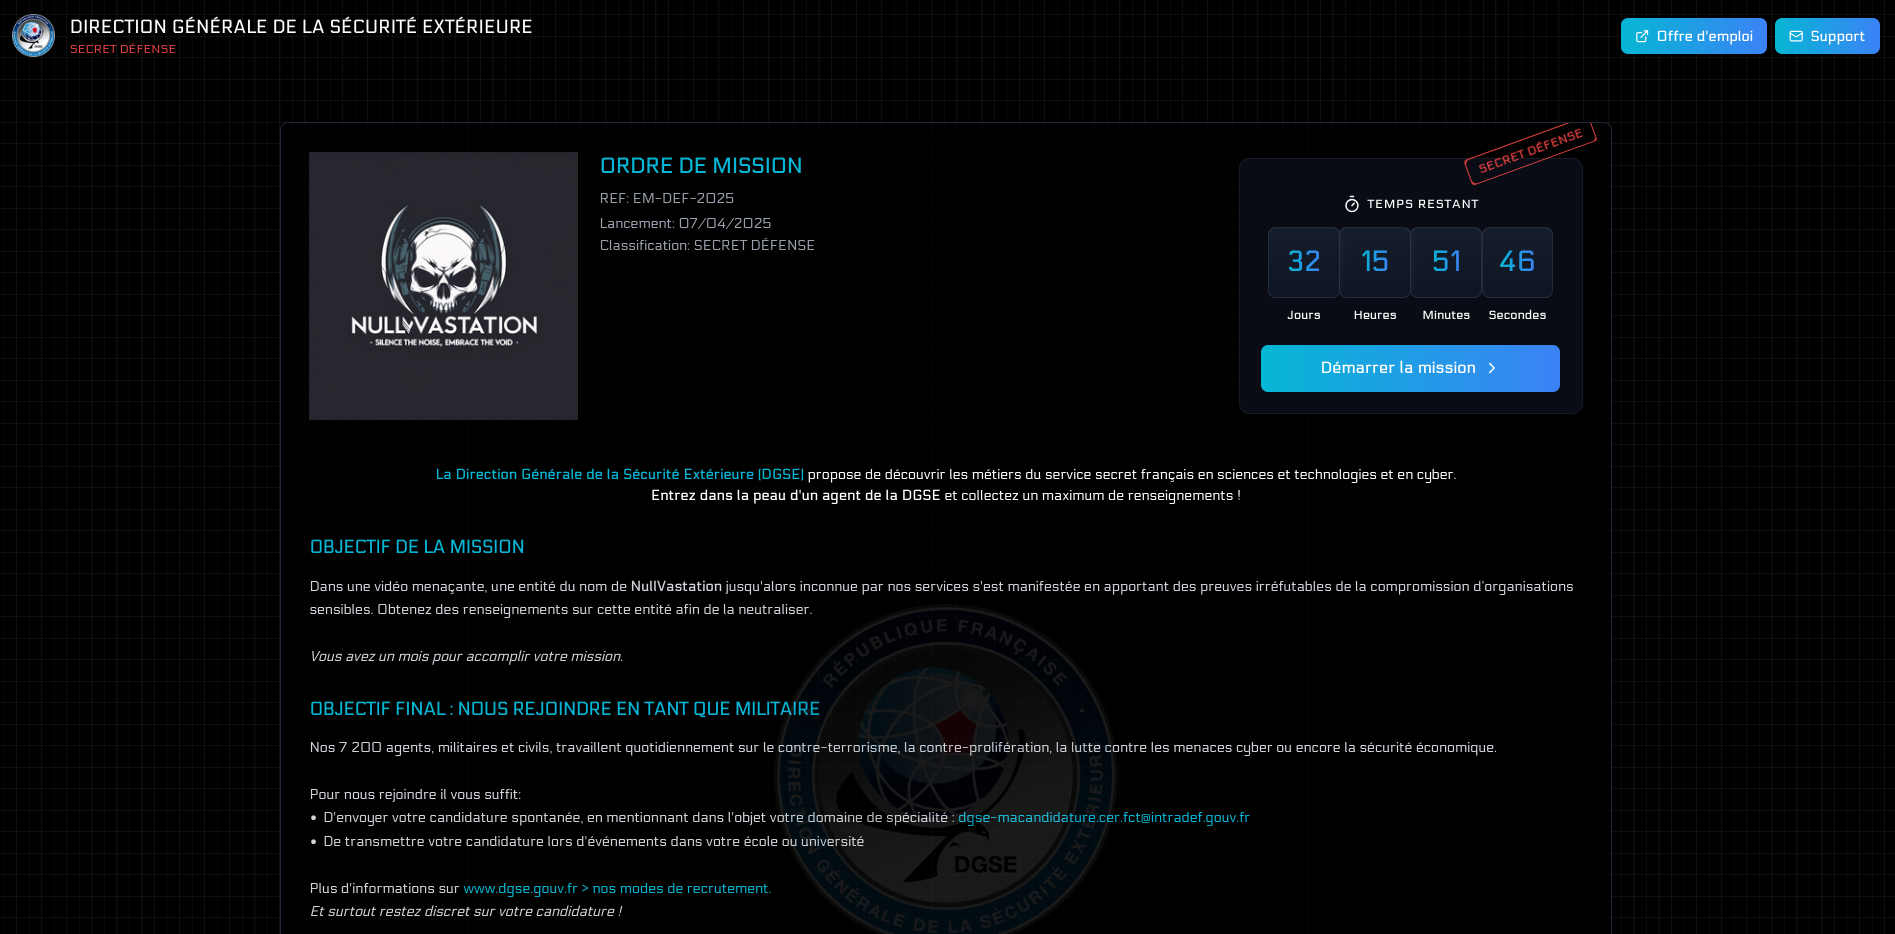 DIRECTION GÉNÉRALE DE LA SÉCURITÉ EXTÉRIEURE
SECRET DÉFENSE
Offre d'emploi
Support
NULLVASTATION
- SILENCE THE NOISE, EMBRACE THE VOID -
ORDRE DE MISSION
REF: EM-DEF-2025
Lancement: 07/04/2025
Classification: SECRET DÉFENSE
SECRET DÉFENSE
TEMPS RESTANT
32 15 51 46
Jours Heures Minutes Secondes
Démarrer la mission
La Direction Générale de la Sécurité Extérieure (DGSE) propose de découvrir les métiers du service secret français en sciences et technologies et en cyber.
Entrez dans la peau d'un agent de la DGSE et collectez un maximum de renseignements !
OBJECTIF DE LA MISSION
Dans une vidéo menaçante, une entité du nom de NullVastation jusqu'alors inconnue par nos services s'est manifestée en apportant des preuves irréfutables de la compromission d'organisations
sensibles. Obtenez des renseignements sur cette entité afin de la neutraliser.
Vous avez un mois pour accomplir votre mission.
OBJECTIF FINAL : NOUS REJOINDRE EN TANT QUE MILITAIRE
Nos 7 200 agents, militaires et civils, travaillent quotidiennement sur le contre-terrorisme, la contre-prolifération, la lutte contre les menaces cyber ou encore la sécurité économique.
Pour nous rejoindre il vous suffit:
• D'envoyer votre candidature spontanée, en mentionnant dans l'objet votre domaine de spécialité : dgse-macandidature.cer.fct@intradef.gouv.fr
• De transmettre votre candidature lors d'événements dans votre école ou université
Plus d'informations sur www.dgse.gouv.fr > nos modes de recrutement.
Et surtout restez discret sur votre candidature !
RÉPUBLIQUE FRANÇAISE
DIRECTION GÉNÉRALE DE LA SÉCURITÉ EXTÉRIEURE
DGSE